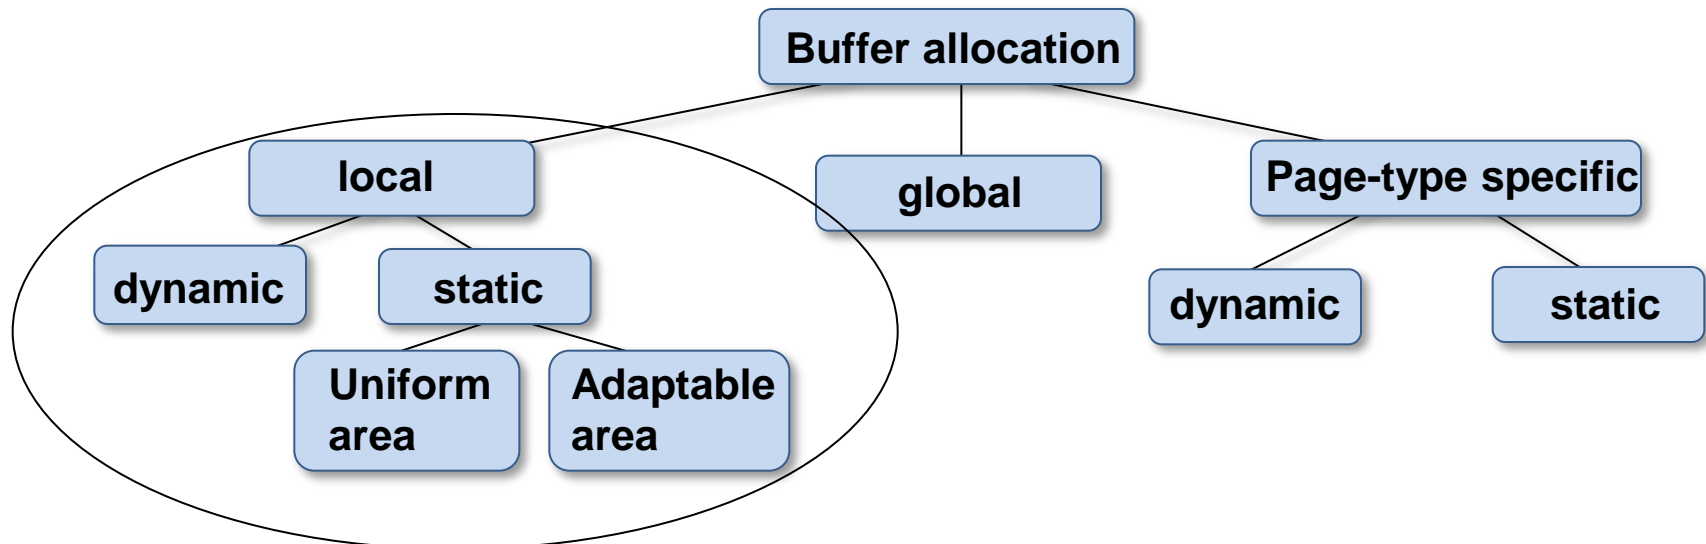 Buffer allocation
local
global
Page-type specific
dynamic
static
dynamic
static
Uniform
area
Adaptable
area